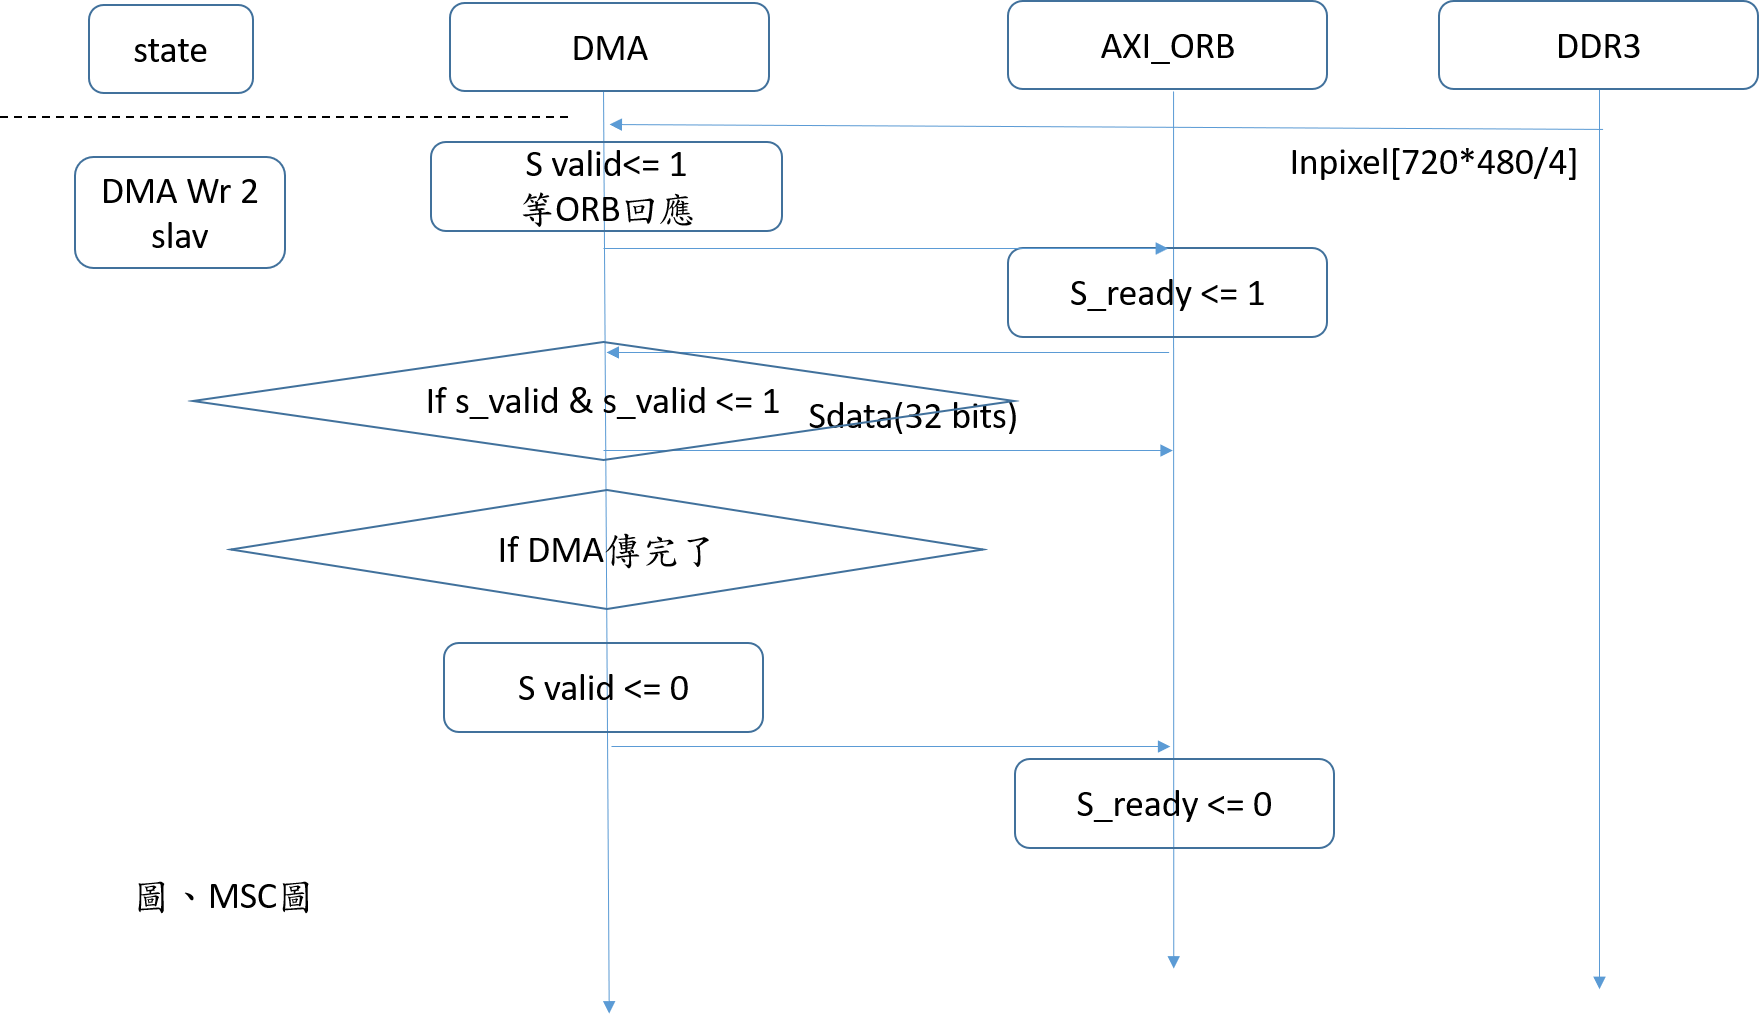 state
DMA
AXI_ORB
DDR3
Inpixel[720*480/4]
DMA Wr 2
slav
S valid<= 1
等ORB回應
S_ready <= 1
If s_valid & s_valid <= 1
Sdata(32 bits)
If DMA傳完了
S valid <= 0
S_ready <= 0
圖、MSC圖